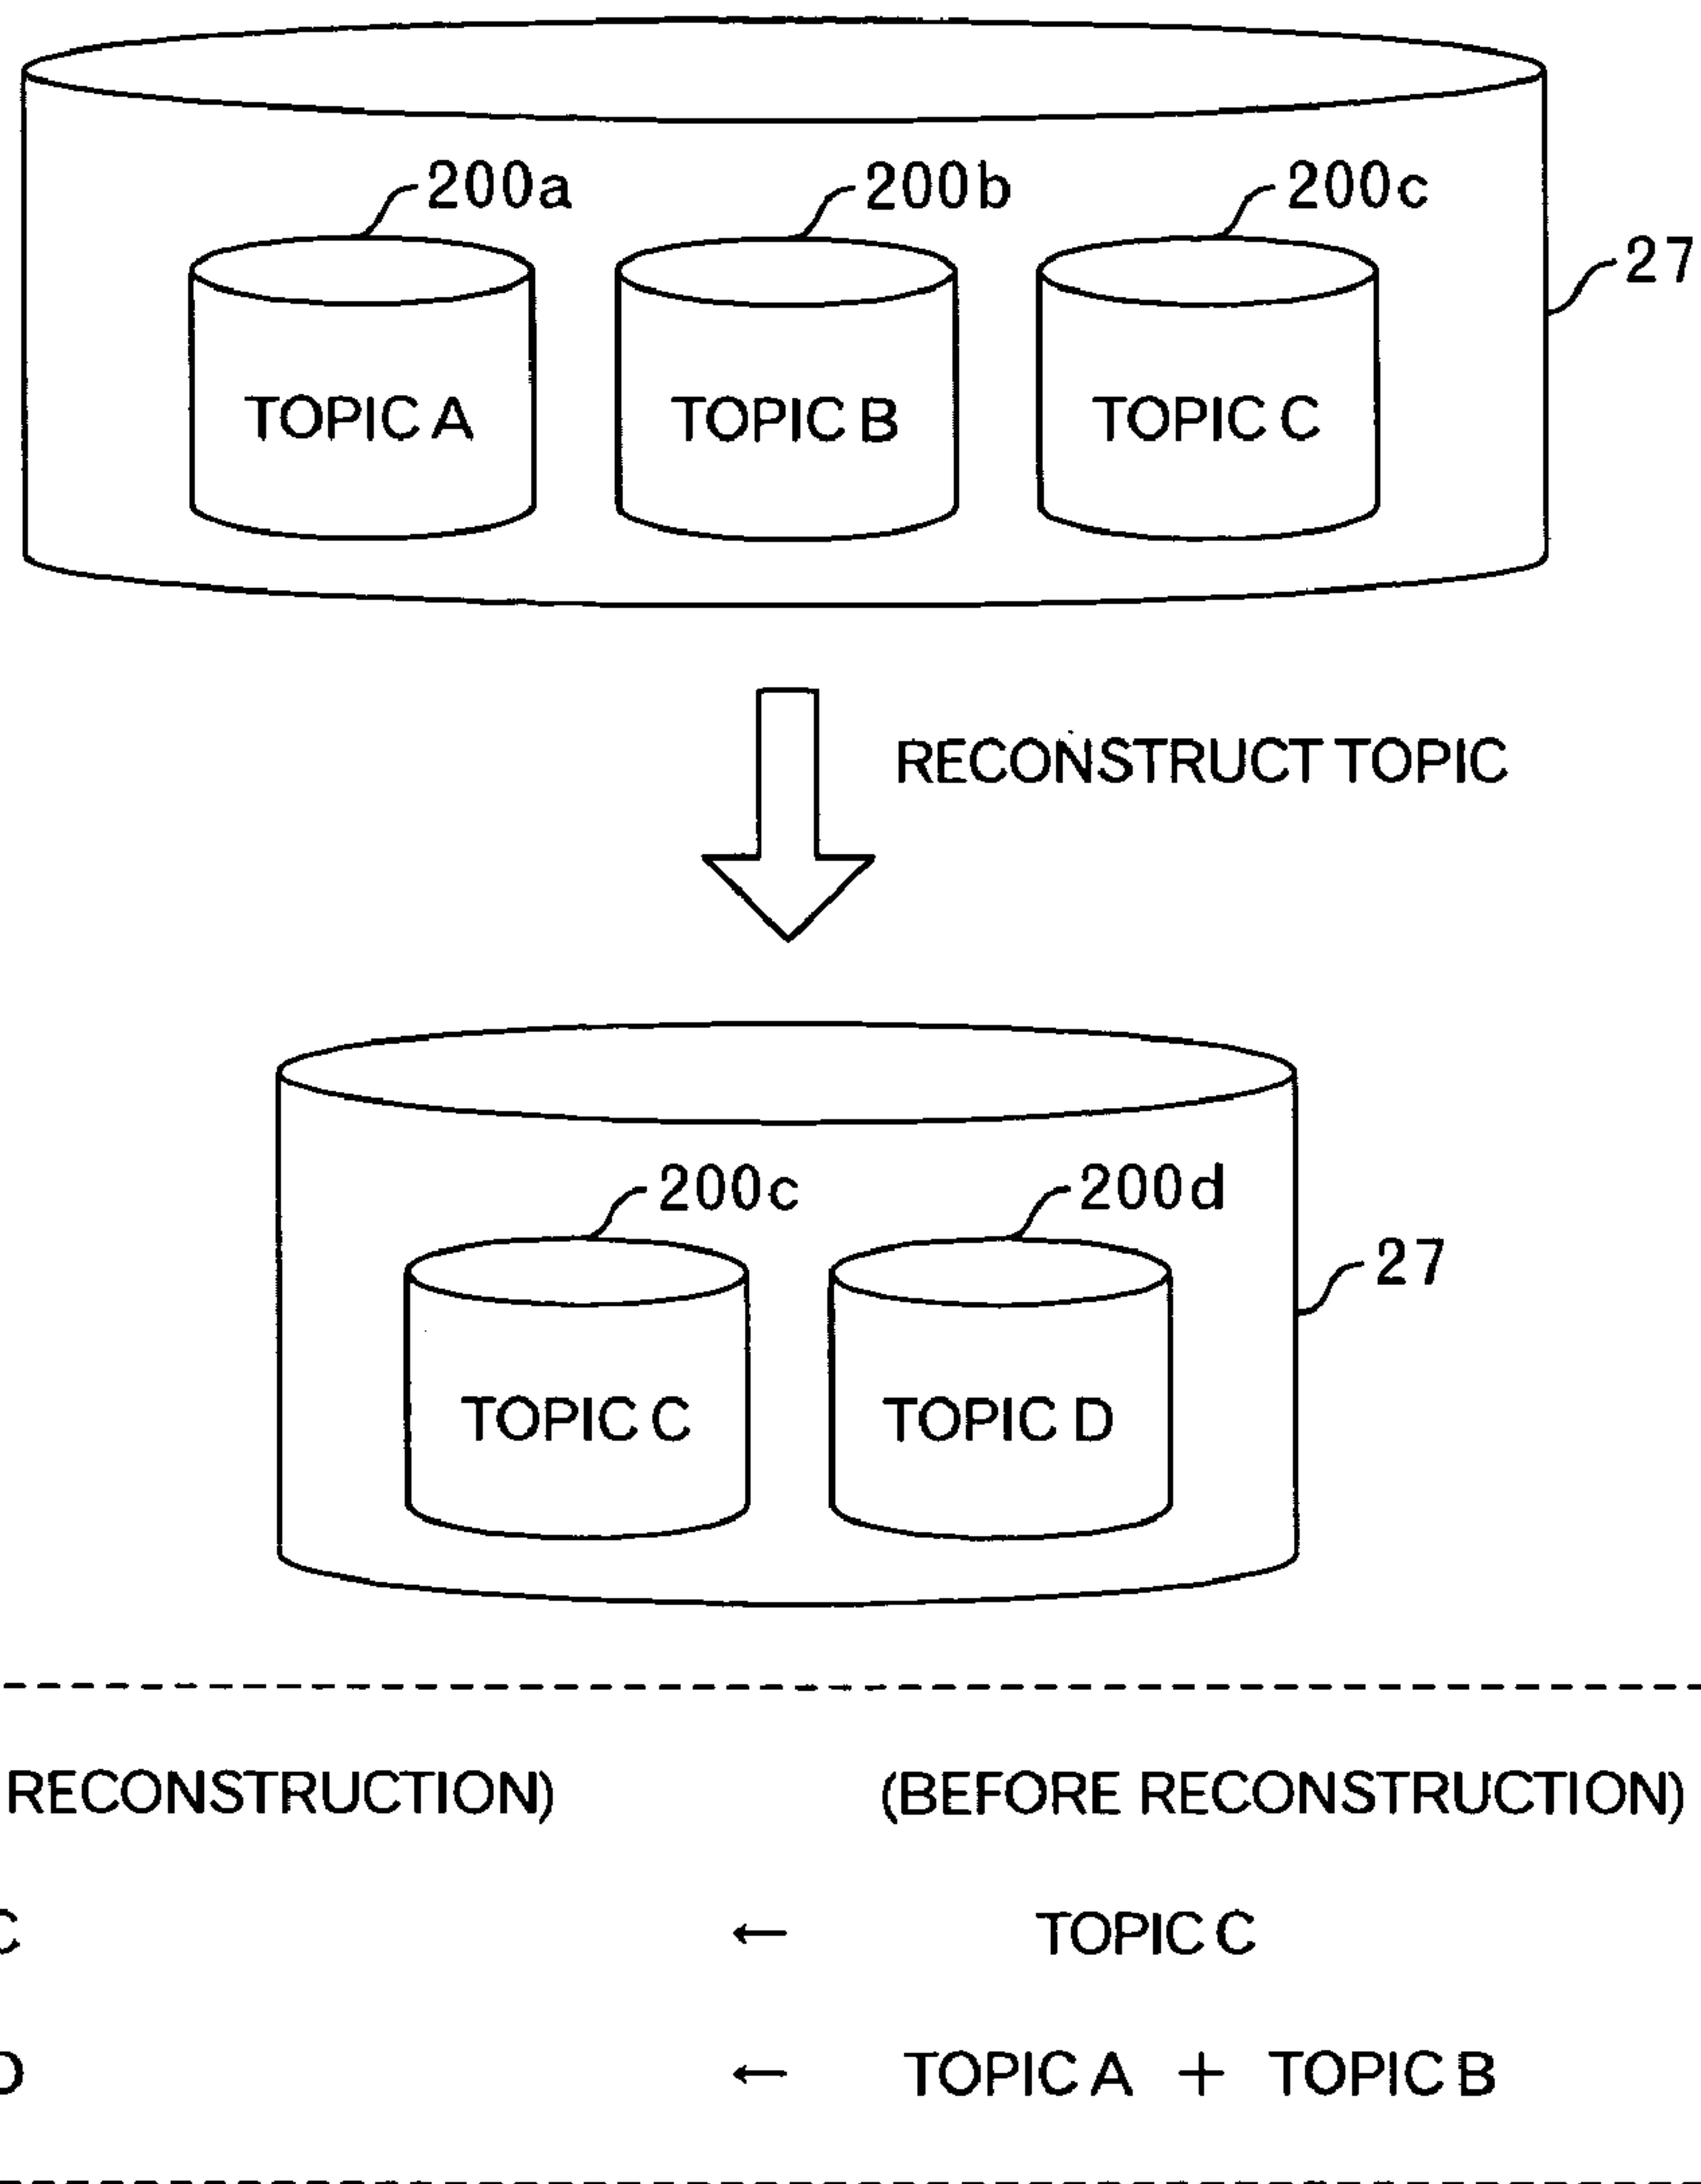 200a 200b 200c
27
TOPIC A TOPIC B TOPIC C
RECONSTRUCT TOPIC
200c 200d
27
TOPIC C TOPIC D
RECONSTRUCTION) (BEFORE RECONSTRUCTION)
C ← TOPIC C
D ← TOPIC A + TOPIC B